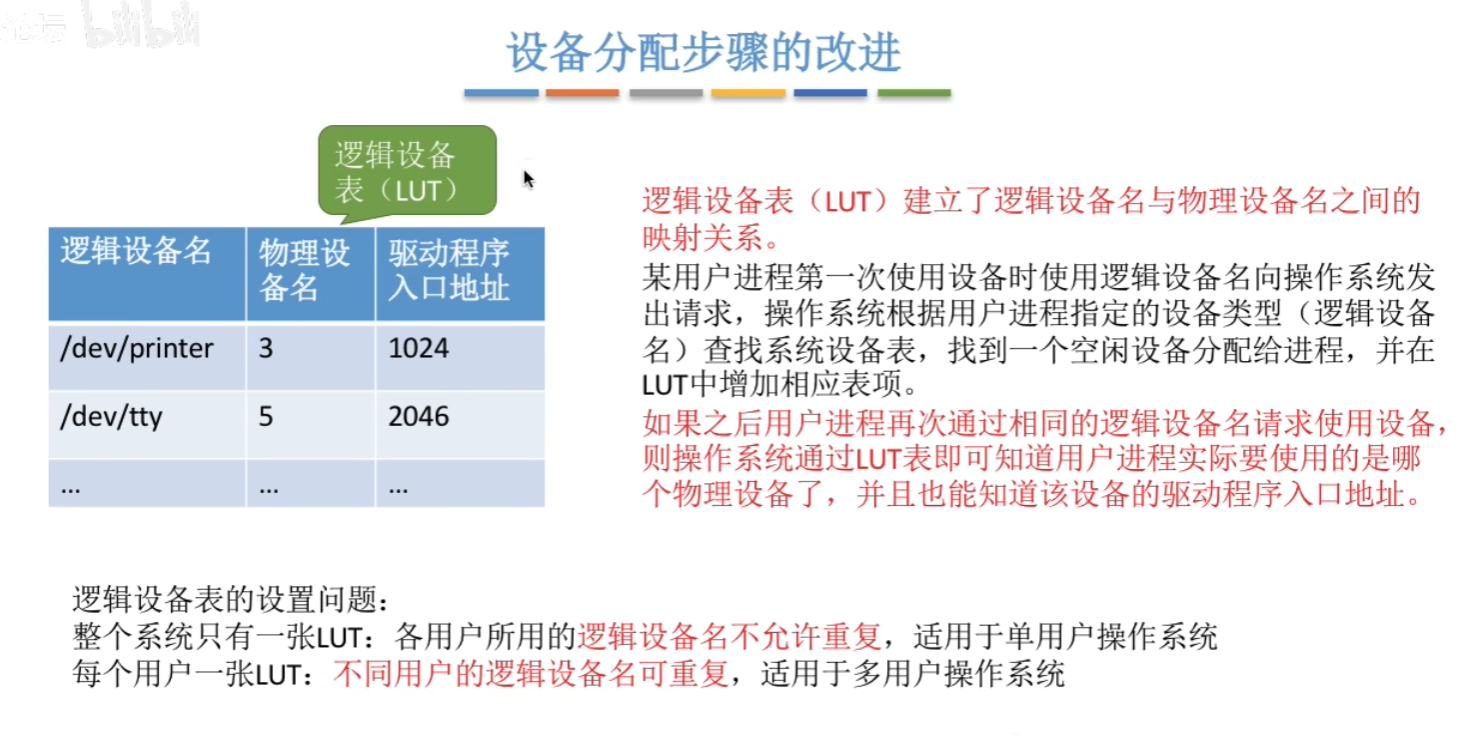 论坛 bilibili
设备分配步骤的改进
逻辑设备
表（LUT）
逻辑设备名 物理设备名 驱动程序入口地址
/dev/printer 3 1024
/dev/tty 5 2046
... ... ...
逻辑设备表（LUT）建立了逻辑设备名与物理设备名之间的
映射关系。
某用户进程第一次使用设备时使用逻辑设备名向操作系统发
出请求，操作系统根据用户进程指定的设备类型（逻辑设备
名）查找系统设备表，找到一个空闲设备分配给进程，并在
LUT中增加相应表项。
如果之后用户进程再次通过相同的逻辑设备名请求使用设备，
则操作系统通过LUT表即可知道用户进程实际要使用的是哪
个物理设备了，并且也能知道该设备的驱动程序入口地址。
逻辑设备表的设置问题：
整个系统只有一张LUT：各用户所用的逻辑设备名不允许重复，适用于单用户操作系统
每个用户一张LUT：不同用户的逻辑设备名可重复，适用于多用户操作系统